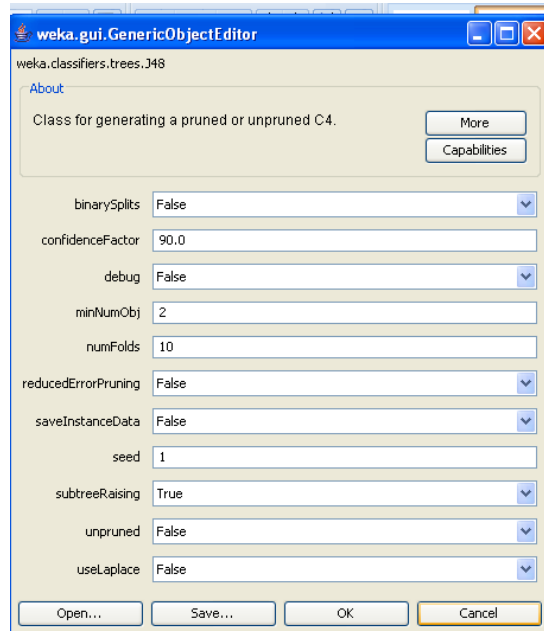 weka.gui.GenericObjectEditor
weka.classifiers.trees.J48
About
Class for generating a pruned or unpruned C4.
More
Capabilities
binarySplits False
confidenceFactor 90.0
debug False
minNumObj 2
numFolds 10
reducedErrorPruning False
saveInstanceData False
seed 1
subtreeRaising True
unpruned False
useLaplace False
Open... Save... OK Cancel